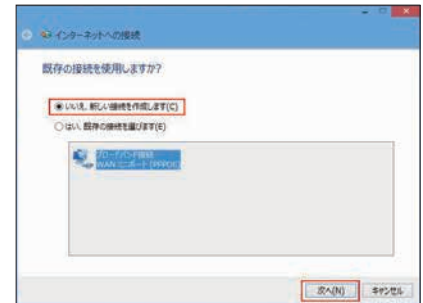 インターネットへの接続
既存の接続を使用しますか?
いいえ、新しい接続を作成します(C)
はい、既存の接続を選びます(E)
ブロードバンド接続
WAN ミニポート (PPPOE)
次へ(N)
キャンセル